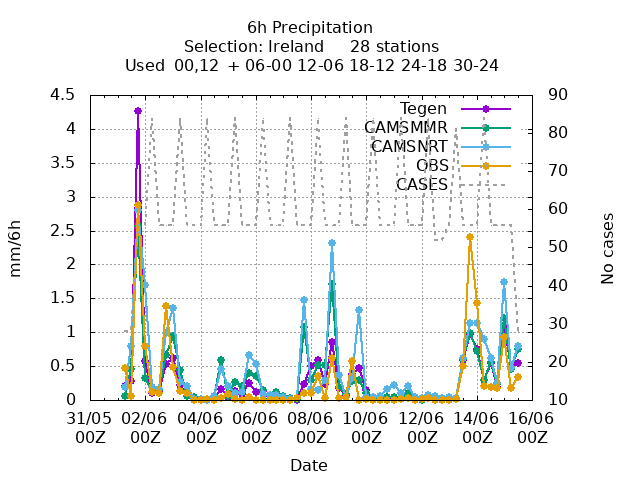 6h Precipitation
Selection: Ireland 28 stations
Used 00,12 + 06-00 12-06 18-12 24-18 30-24
4.5 90
4 80
3.5 70
3 60
2.5 50
2 40
1.5 30
1 20
0.5 10
0
mm/6h
No cases
Tegen
CAMSMMR
CAMSNRT
OBS
CASES
31/05 02/06 04/06 06/06 08/06 10/06 12/06 14/06 16/06
00Z 00Z 00Z 00Z 00Z 00Z 00Z 00Z 00Z
Date